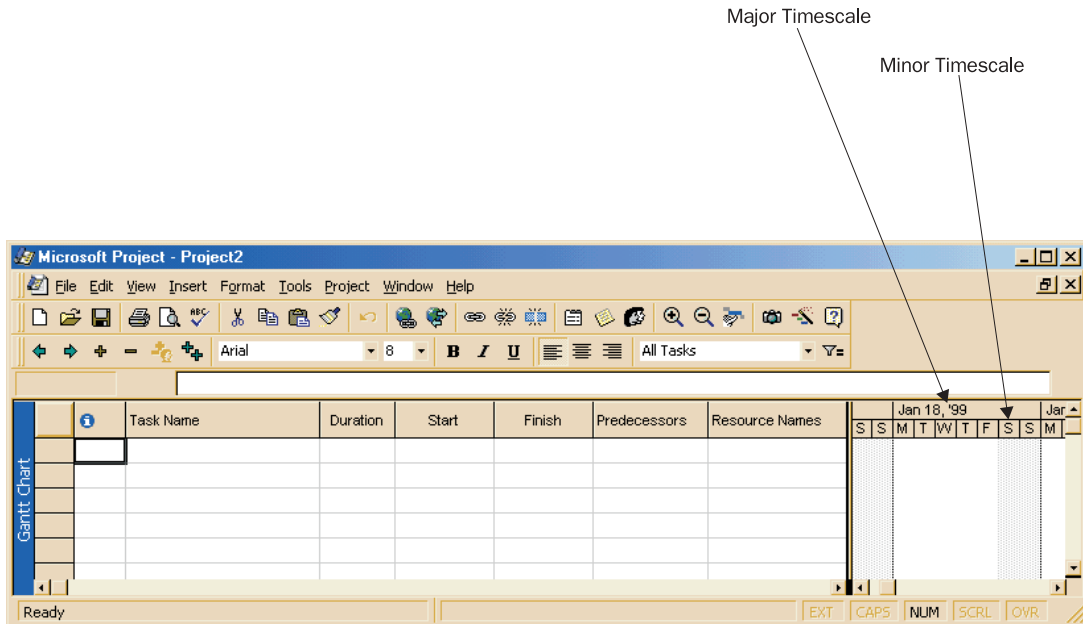 Major Timescale
Minor Timescale
Microsoft Project - Project2
File Edit View Insert Format Tools Project Window Help
ABC
Arial 8 B I U All Tasks
Task Name Duration Start Finish Predecessors Resource Names
Jan 18, '99 Jar
S S M T W T F S S M
Gantt Chart
Ready EXT CAPS NUM SCRL OVR